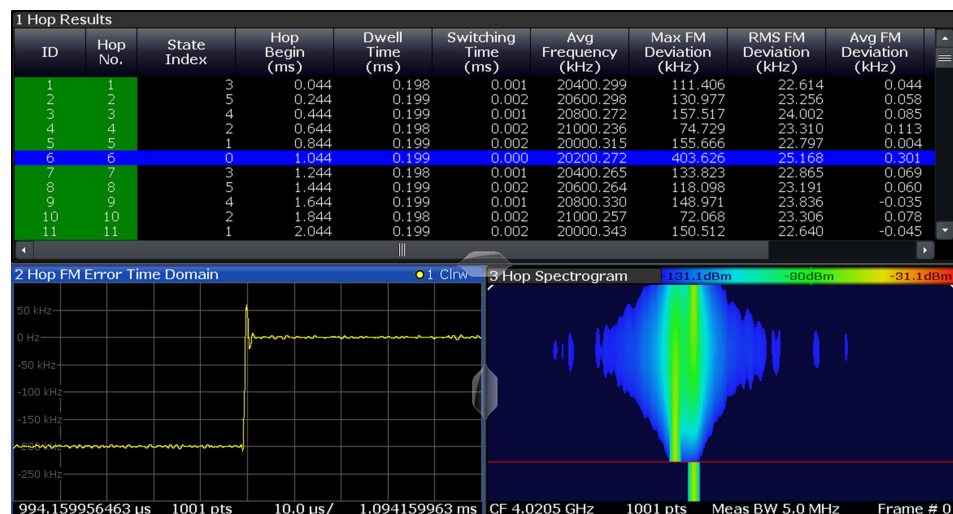 1 Hop Results
ID Hop No. State Index Hop Begin (ms) Dwell Time (ms) Switching Time (ms) Avg Frequency (kHz) Max FM Deviation (kHz) RMS FM Deviation (kHz) Avg FM Deviation (kHz)
1 1 3 0.044 0.198 0.001 20400.299 111.406 22.614 0.044
2 2 5 0.244 0.198 0.002 20600.298 130.977 23.256 0.058
3 3 4 0.444 0.199 0.001 20800.272 157.517 24.002 0.085
4 4 2 0.644 0.198 0.002 21000.236 74.729 23.310 0.113
5 5 1 0.844 0.199 0.002 20000.315 155.666 22.797 0.004
6 6 0 1.044 0.199 0.000 20200.272 403.626 25.168 0.301
7 7 3 1.244 0.198 0.001 20400.265 133.823 22.865 0.069
8 8 5 1.444 0.199 0.002 20600.264 118.098 23.191 0.060
9 9 4 1.644 0.199 0.001 20800.330 148.971 23.836 -0.035
10 10 2 1.844 0.198 0.002 21000.257 72.068 23.306 0.078
11 11 1 2.044 0.199 0.002 20000.343 150.512 22.640 -0.045
2 Hop FM Error Time Domain 1 Clrw
50 kHz
0 Hz
-50 kHz
-100 kHz
-150 kHz
-200 kHz
-250 kHz
994.159956463 µs 1001 pts 10.0 µs/ 1.094159963 ms
3 Hop Spectrogram -131.1dBm -80dBm -31.1dBm
CF 4.0205 GHz 1001 pts Meas BW 5.0 MHz Frame # 0